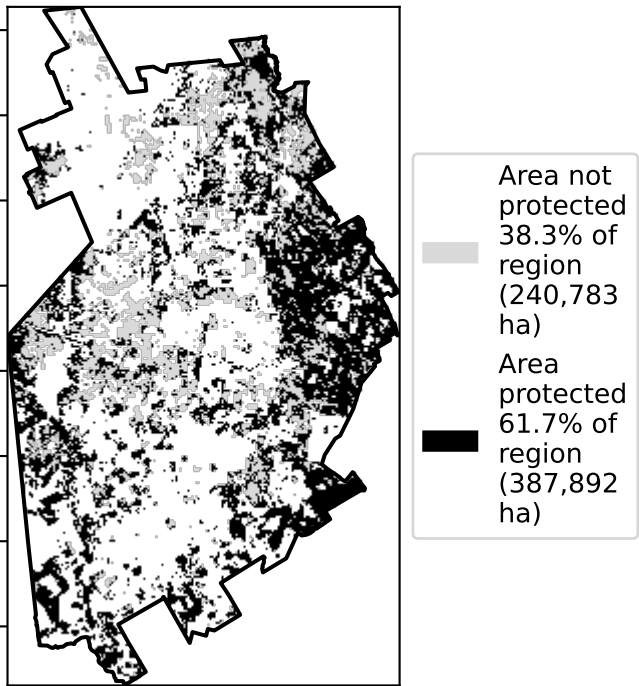 Area not
protected
38.3% of
region
(240,783
ha)
Area
protected
61.7% of
region
(387,892
ha)